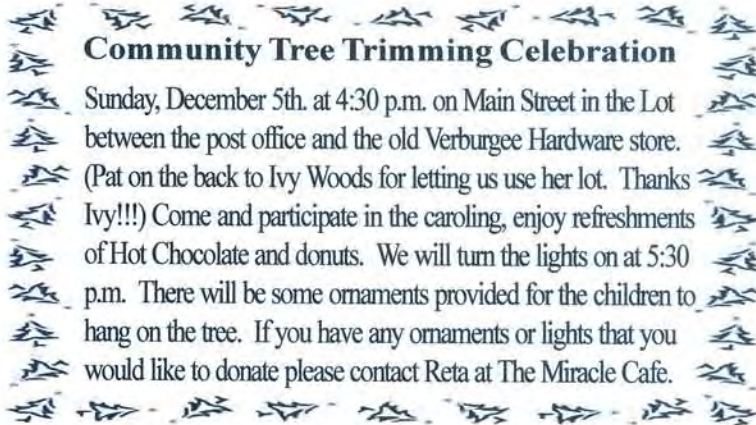 Community Tree Trimming Celebration
Sunday, December 5th. at 4:30 p.m. on Main Street in the Lot
between the post office and the old Verburgee Hardware store.
(Pat on the back to Ivy Woods for letting us use her lot.  Thanks
Ivy!!!) Come and participate in the caroling, enjoy refreshments
of Hot Chocolate and donuts.  We will turn the lights on at 5:30
p.m.  There will be some ornaments provided for the children to
hang on the tree.  If you have any ornaments or lights that you
would like to donate please contact Reta at The Miracle Cafe.